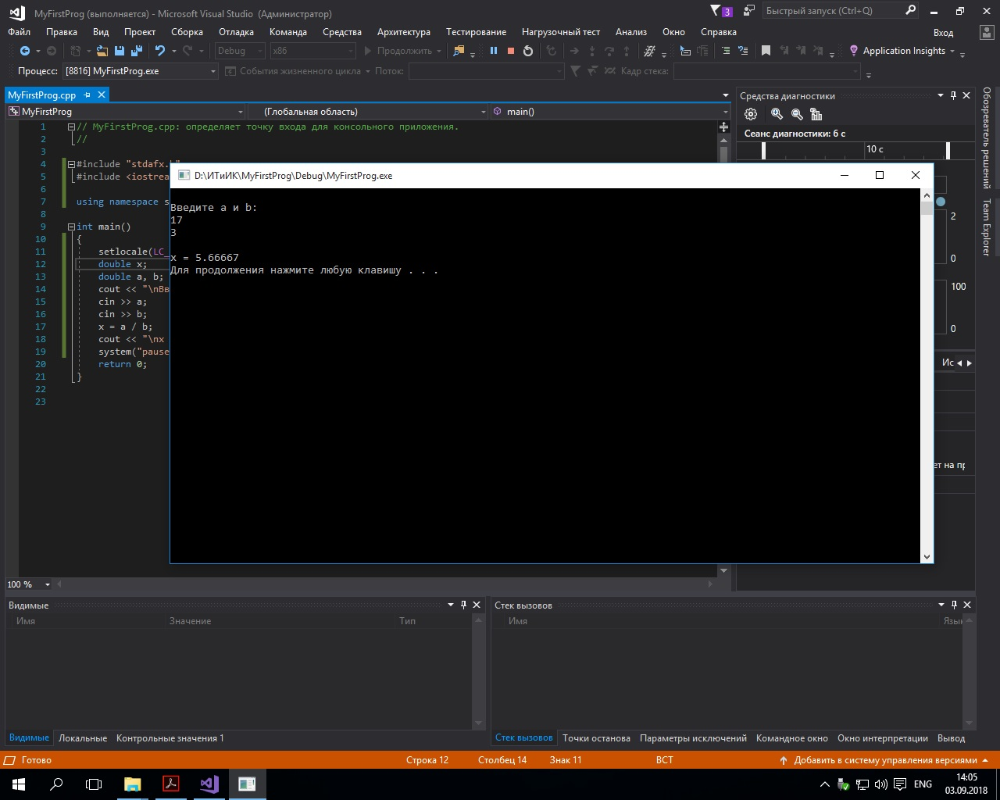 MyFirstProg (выполняется) - Microsoft Visual Studio (Администратор)
3
Быстрый запуск (Ctrl+Q)
Файл Правка Вид Проект Сборка Отладка Команда Средства Архитектура Тестирование Нагрузочный тест Анализ Окно Справка Вход
Debug x86 Продолжить Application Insights
Процесс: [8816] MyFirstProg.exe События жизненного цикла Поток: Кадр стека:
MyFirstProg.cpp
MyFirstProg (Глобальная область) main()
1 // MyFirstProg.cpp: определяет точку входа для консольного приложения.
2 //
3
4 #include "stdafx.h"
5 #include <iostrea
6
7 using namespace s
8
9 int main()
10 {
11 setlocale(LC_
12 double x;
13 double a, b;
14 cout << "\nВв
15 cin >> a;
16 cin >> b;
17 x = a / b;
18 cout << "\nx
19 system("pause
20 return 0;
21 }
22
23
D:\ИТиИК\MyFirstProg\Debug\MyFirstProg.exe
Введите a и b:
17
3
x = 5.66667
Для продолжения нажмите любую клавишу . . .
Средства диагностики
Сеанс диагностики: 6 с
10 с
2
0
100
0
Ис
ет на пр
Обозреватель решений
Team Explorer
100 %
Видимые
Имя Значение Тип
Видимые Локальные Контрольные значения 1
Стек вызовов
Имя Язык
Стек вызовов Точки останова Параметры исключений Командное окно Окно интерпретации Вывод
Готово Строка 12 Столбец 14 Знак 11 ВСТ Добавить в систему управления версиями
ENG
14:05
03.09.2018